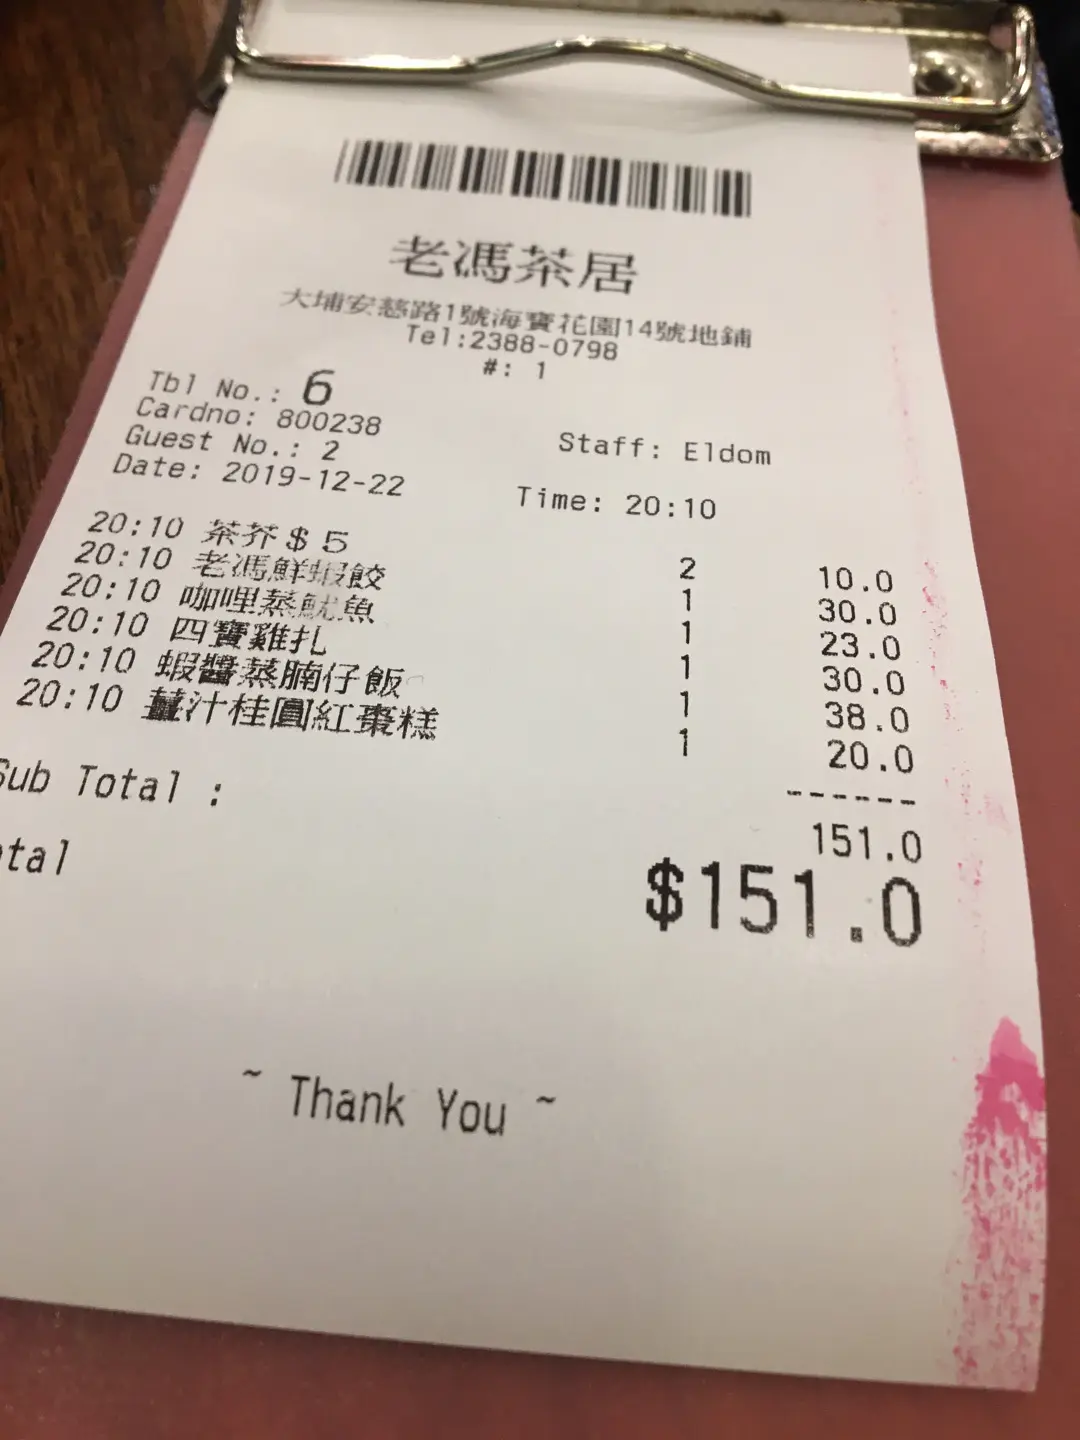 老馮茶居
大埔安慈路1號海寶花園14號地鋪
Tel:2388-0798
#: 1
Tbl No.: 6
Cardno: 800238
Staff: Eldom
Guest No.: 2
Date: 2019-12-22 Time: 20:10
20:10 茶芥$5 2 10.0
20:10 老馮鮮蝦餃 1 30.0
20:10 咖哩蒸魷魚 1 23.0
20:10 四寶雞扎 1 30.0
20:10 蝦醬蒸腩仔飯 1 38.0
20:10 薑汁桂圓紅棗糕 1 20.0
------
Sub Total : 151.0
otal $151.0
~ Thank You ~